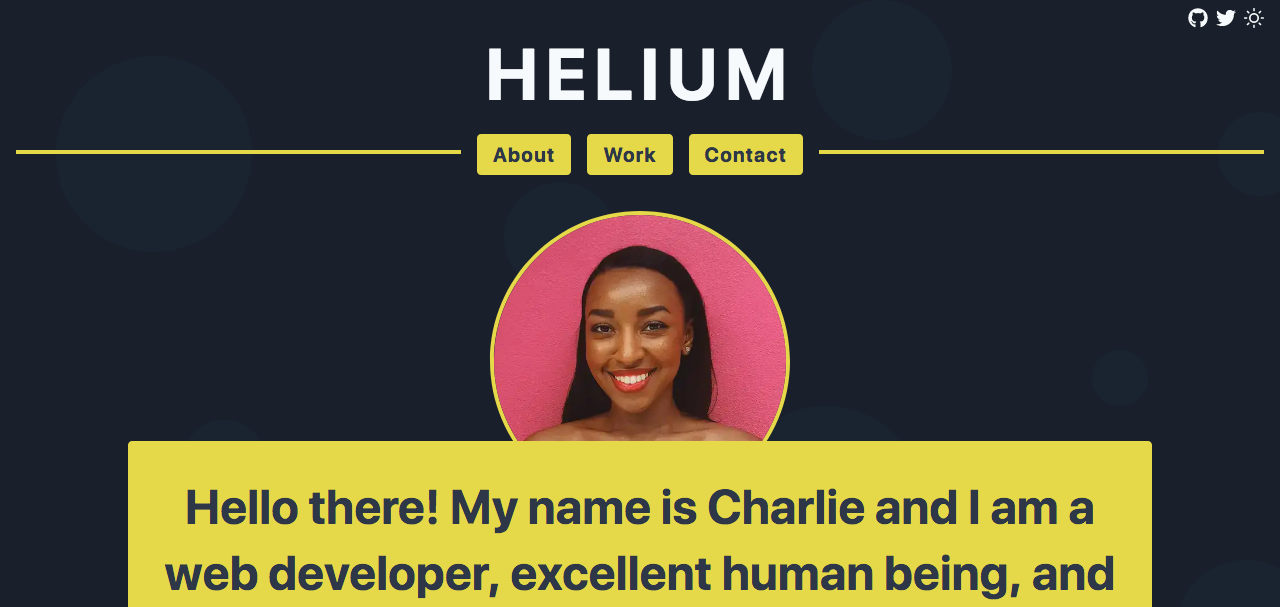 HELIUM
About Work Contact
Hello there! My name is Charlie and I am a
web developer, excellent human being, and